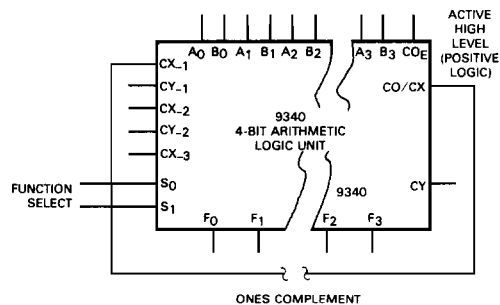 ACTIVE
HIGH
LEVEL
(POSITIVE
LOGIC)
A0 B0 A1 B1 A2 B2 A3 B3 COE
CX-1
CO/CX
CY-1
CX-2
9340
4-BIT ARITHMETIC
LOGIC UNIT
CY-2
CX-3
FUNCTION
SELECT
S0
9340
CY
S1
F0 F1 F2 F3
ONES COMPLEMENT